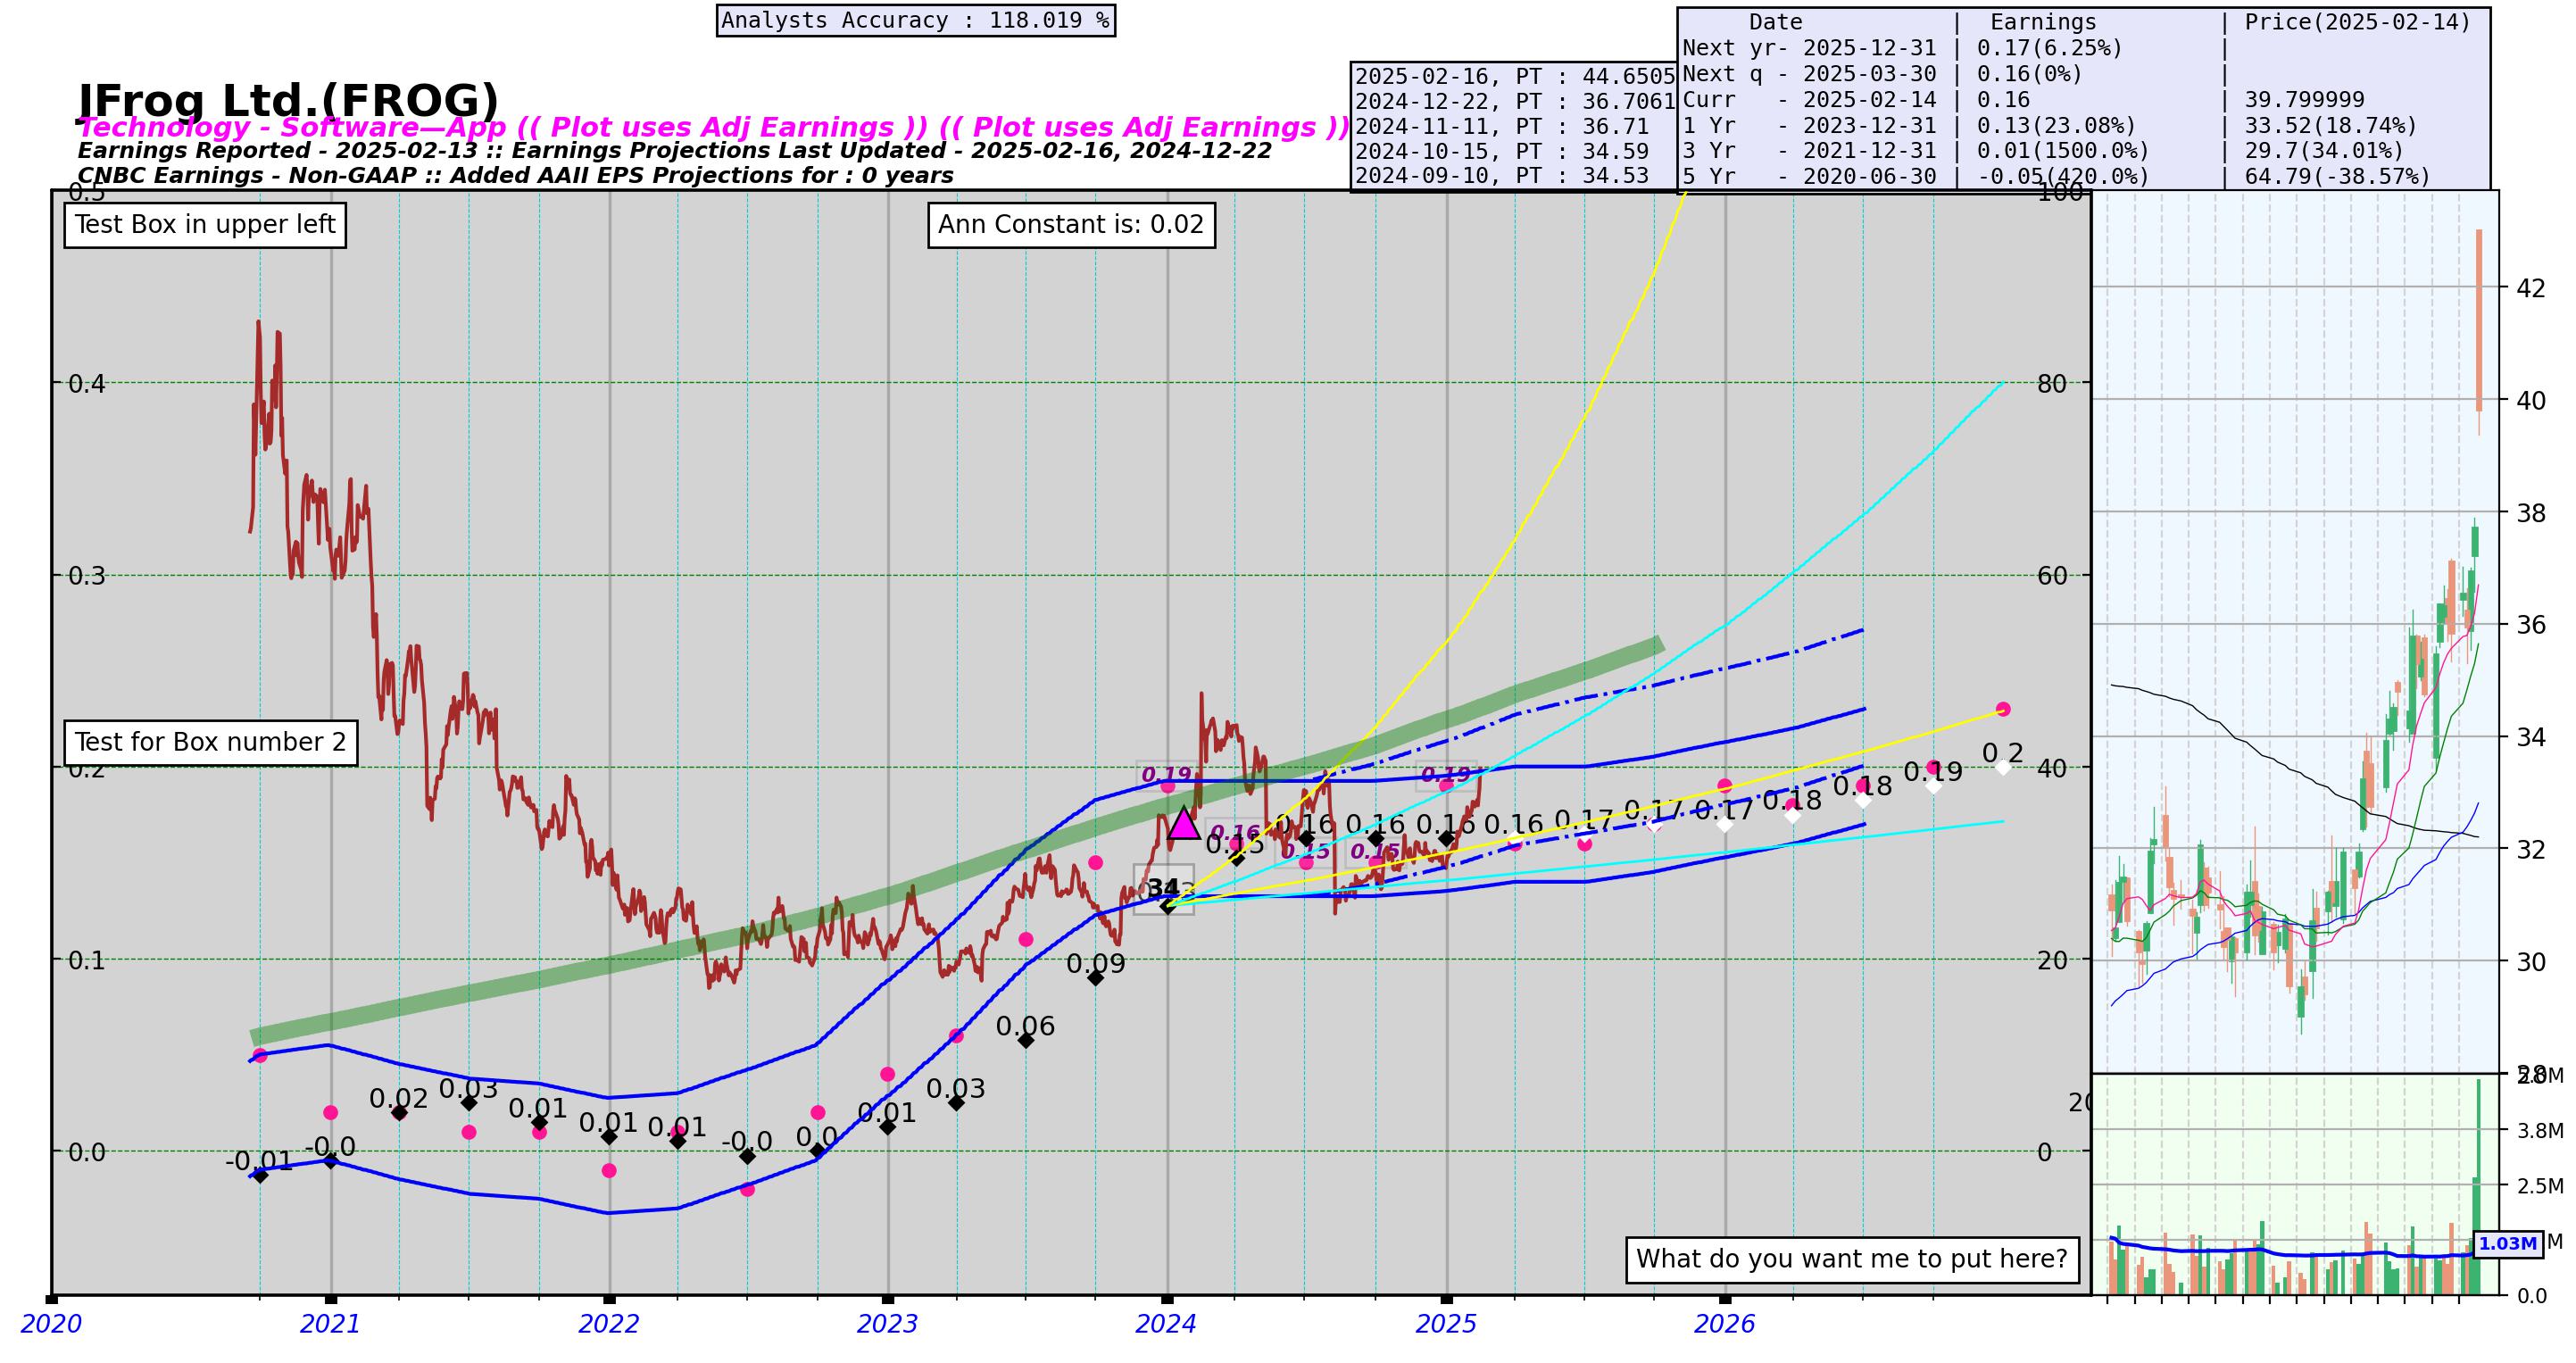 Analysts Accuracy : 118.019 %
Date | Earnings | Price(2025-02-14)
Next yr- 2025-12-31 | 0.17(6.25%) |
Next q - 2025-03-30 | 0.16(0%) |
Curr - 2025-02-14 | 0.16 | 39.799999
1 Yr - 2023-12-31 | 0.13(23.08%) | 33.52(18.74%)
3 Yr - 2021-12-31 | 0.01(1500.0%) | 29.7(34.01%)
5 Yr - 2020-06-30 | -0.05(420.0%) | 64.79(-38.57%)
2025-02-16, PT : 44.6505
2024-12-22, PT : 36.7061
2024-11-11, PT : 36.71
2024-10-15, PT : 34.59
2024-09-10, PT : 34.53
JFrog Ltd.(FROG)
Technology - Software—App (( Plot uses Adj Earnings )) (( Plot uses Adj Earnings ))
Earnings Reported - 2025-02-13 :: Earnings Projections Last Updated - 2025-02-16, 2024-12-22
CNBC Earnings - Non-GAAP :: Added AAII EPS Projections for : 0 years
Test Box in upper left
Ann Constant is: 0.02
Test for Box number 2
What do you want me to put here?
0.5
0.4
0.3
0.2
0.1
0.0
100
80
60
40
20
0
-0.01
-0.0
0.02
0.03
0.01
0.01
0.01
-0.0
0.0
0.01
0.03
0.06
0.09
34
0.19
0.16
0.15
0.15
0.15
0.19
0.16
0.16
0.16
0.16
0.17
0.17
0.17
0.18
0.18
0.19
0.2
2020
2021
2022
2023
2024
2025
2026
42
40
38
36
34
32
30
3.8M
2.5M
1.03M
0.0